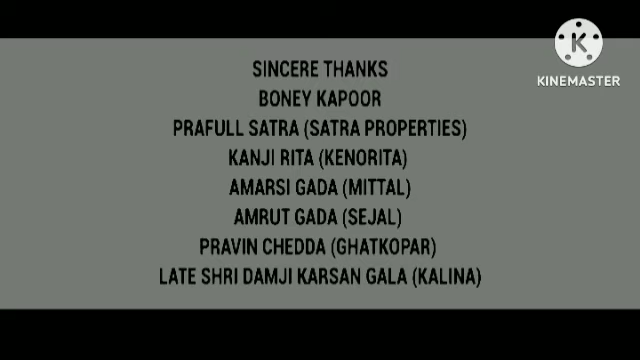 SINCERE THANKS
BONEY KAPOOR
PRAFULL SATRA (SATRA PROPERTIES)
KANJI RITA (KENORITA)
AMARSI GADA (MITTAL)
AMRUT GADA (SEJAL)
PRAVIN CHEDDA (GHATKOPAR)
LATE SHRI DAMJI KARSAN GALA (KALINA)
K
KINEMASTER